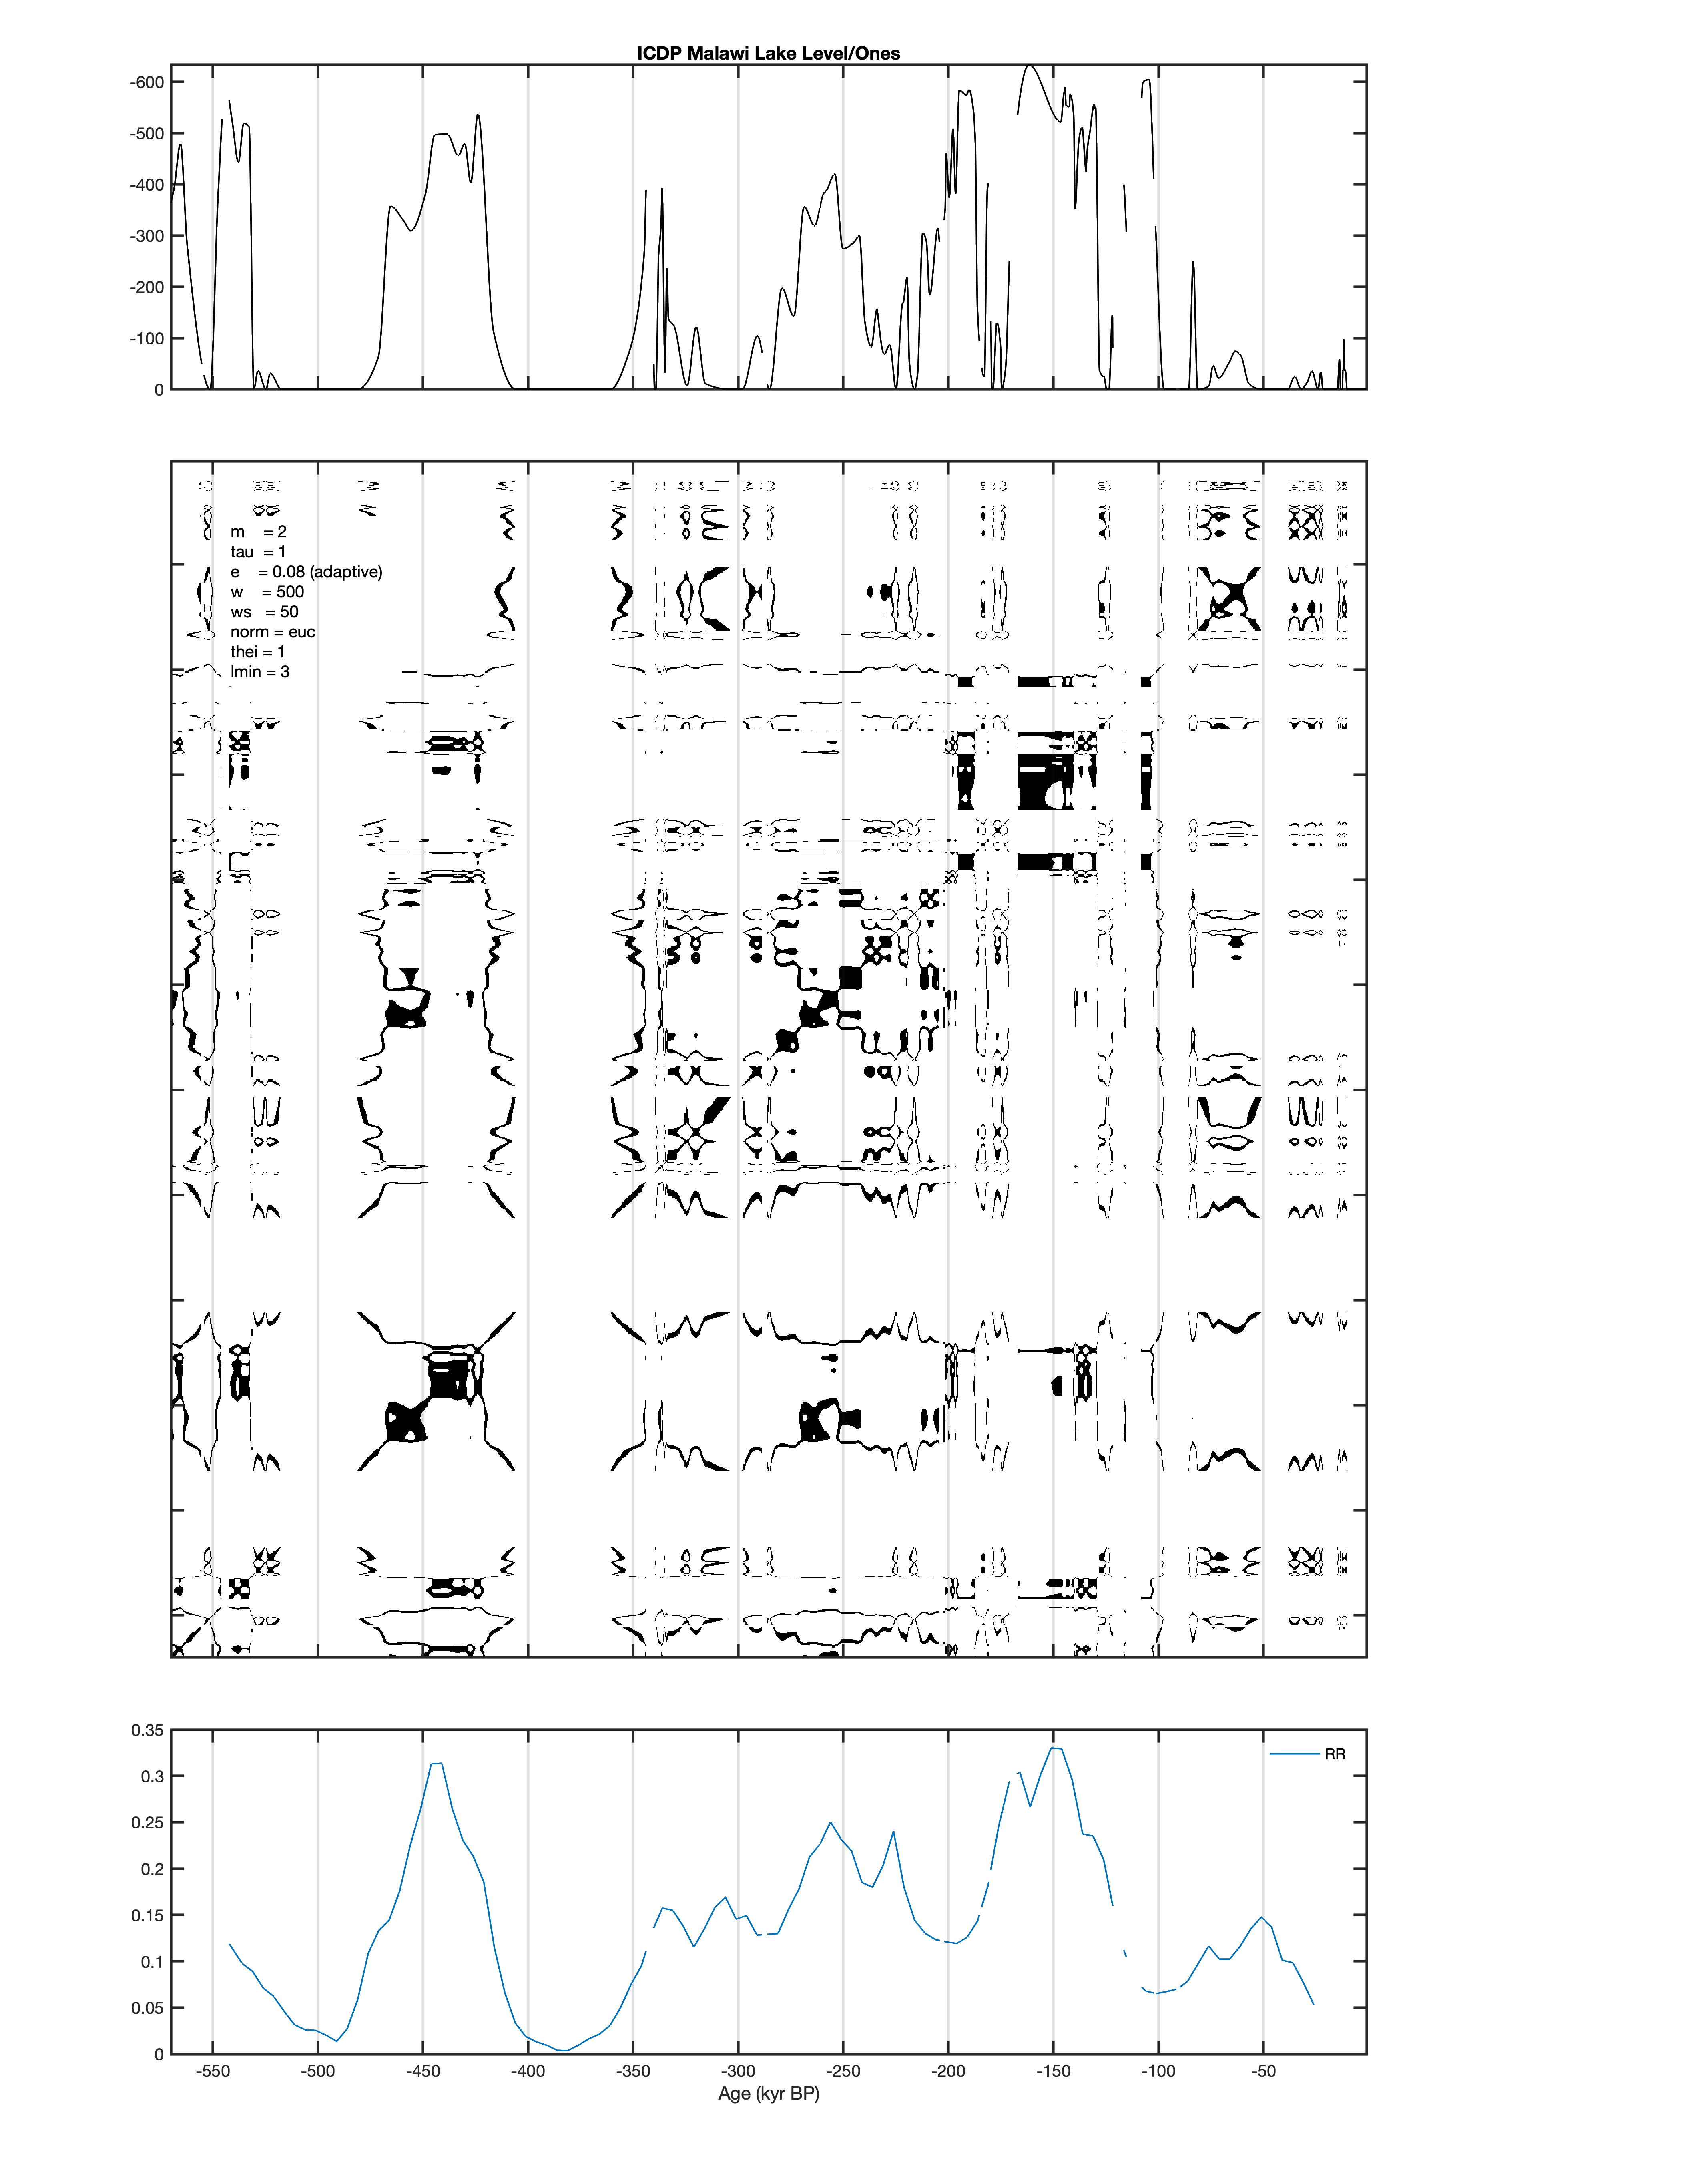 ICDP Malawi Lake Level/Ones
-600
-500
-400
-300
-200
-100
0
m = 2
tau = 1
e = 0.08 (adaptive)
w = 500
ws = 50
norm = euc
thei = 1
lmin = 3
0.35
RR
0.3
0.25
0.2
0.15
0.1
0.05
0
-550 -500 -450 -400 -350 -300 -250 -200 -150 -100 -50
Age (kyr BP)